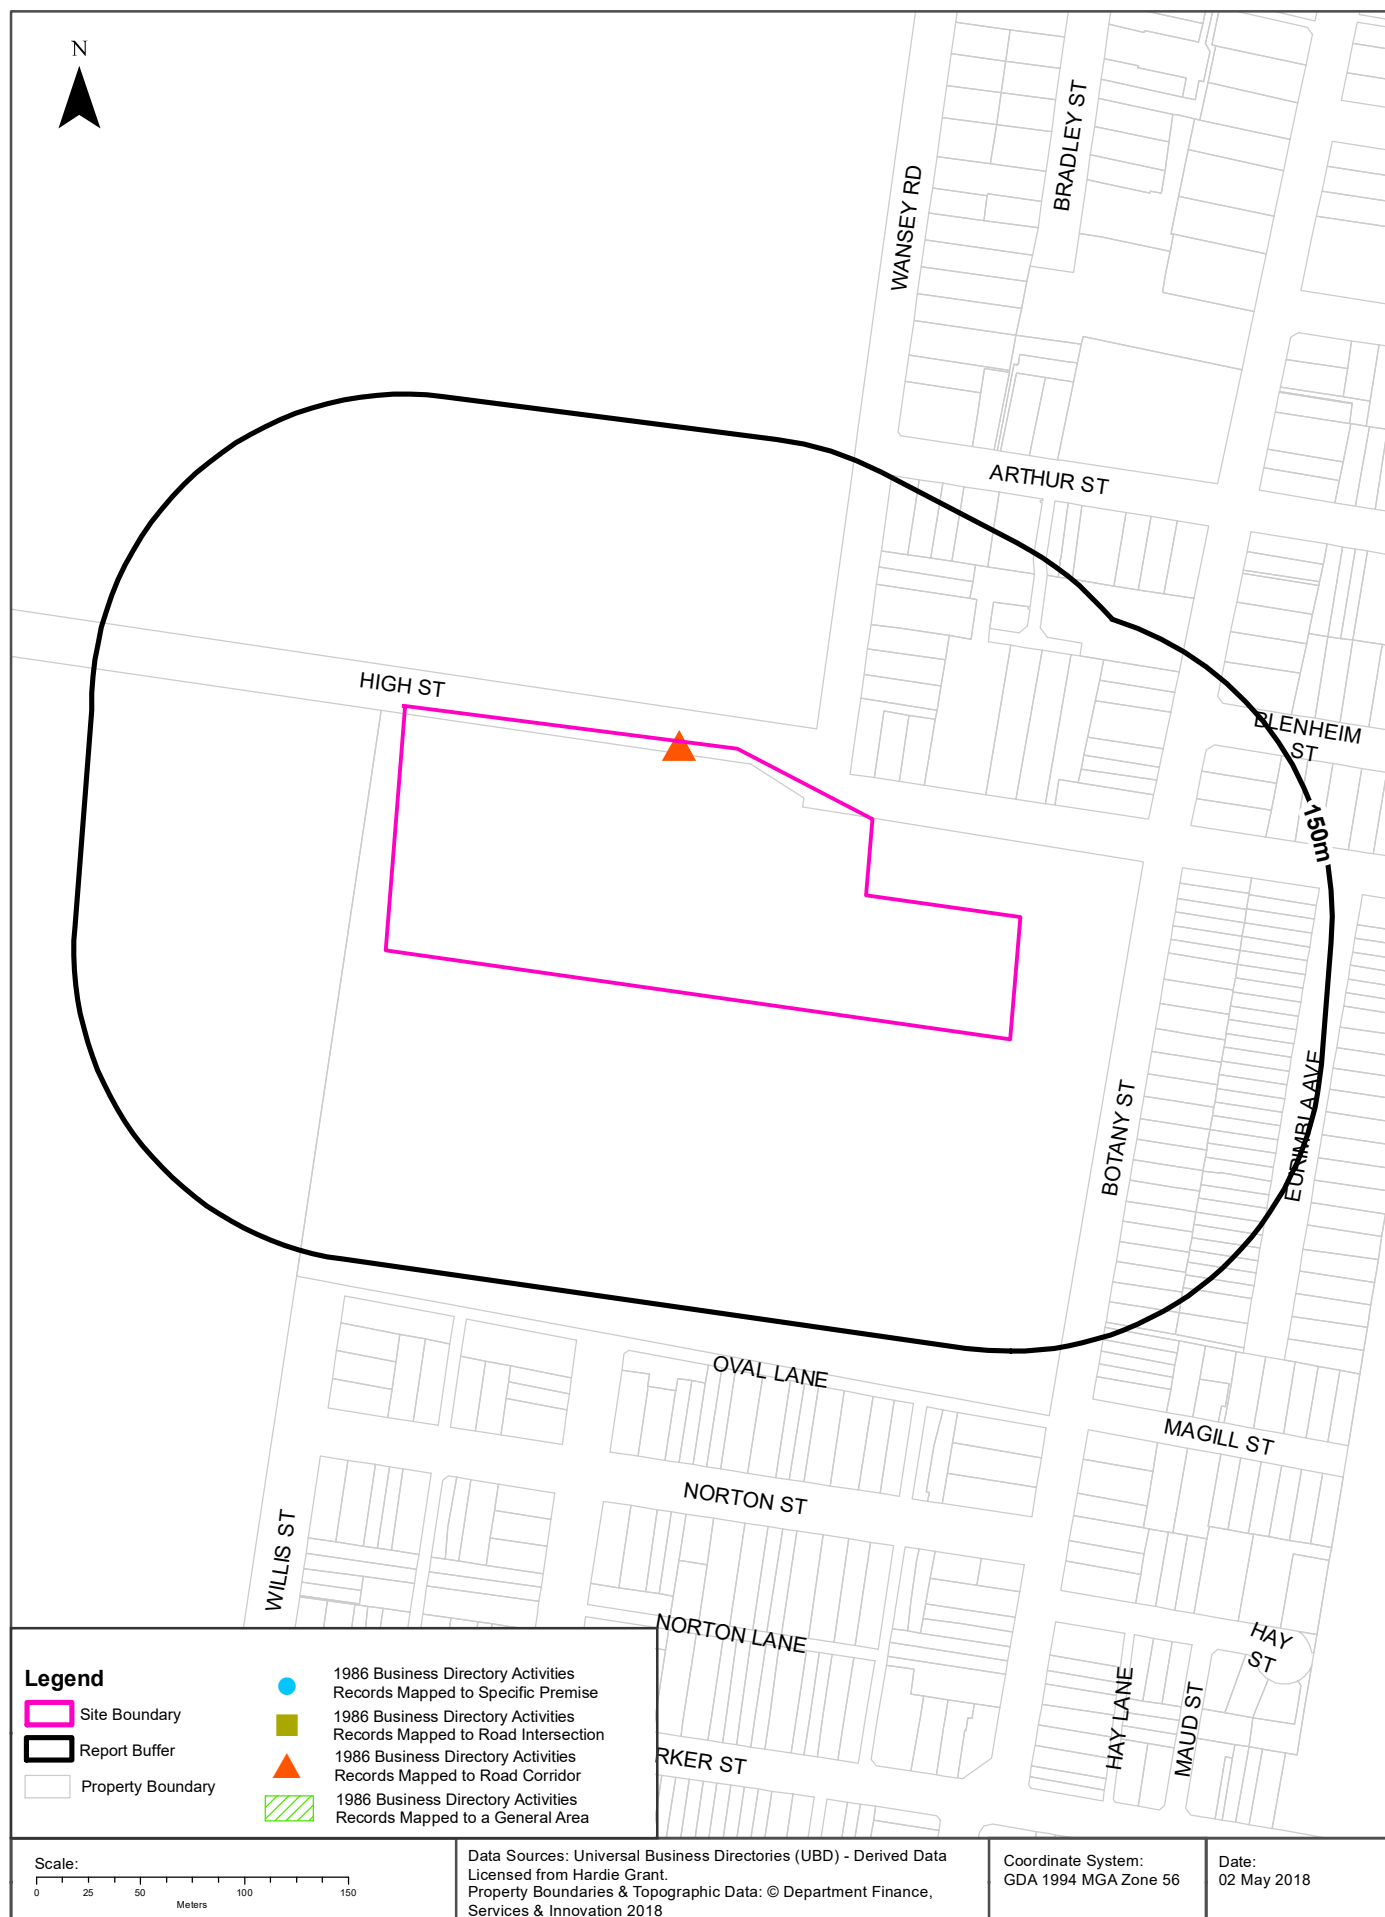 N
BRADLEY ST
WANSEY RD
ARTHUR ST
HIGH ST
BLENHEIM
ST
150m
EURIMBLA AVE
BOTANY ST
OVAL LANE
MAGILL ST
NORTON ST
WILLIS ST
NORTON LANE
HAY
ST
HAY LANE
MAUD ST
RKER ST
Legend
Site Boundary
Report Buffer
Property Boundary
1986 Business Directory Activities
Records Mapped to Specific Premise
1986 Business Directory Activities
Records Mapped to Road Intersection
1986 Business Directory Activities
Records Mapped to Road Corridor
1986 Business Directory Activities
Records Mapped to a General Area
Scale:
0 25 50 100 150
Meters
Data Sources: Universal Business Directories (UBD) - Derived Data
Licensed from Hardie Grant.
Property Boundaries & Topographic Data: © Department Finance,
Services & Innovation 2018
Coordinate System:
GDA 1994 MGA Zone 56
Date:
02 May 2018